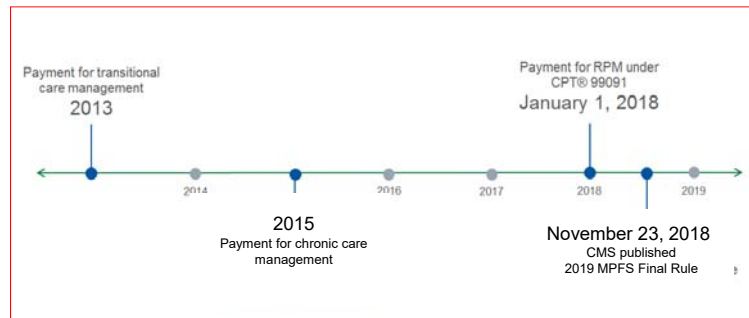 Payment for transitional
care management
2013
Payment for RPM under
CPT® 99091
January 1, 2018
2014
2016
2017
2018
2019
2015
Payment for chronic care
management
November 23, 2018
CMS published
2019 MPFS Final Rule